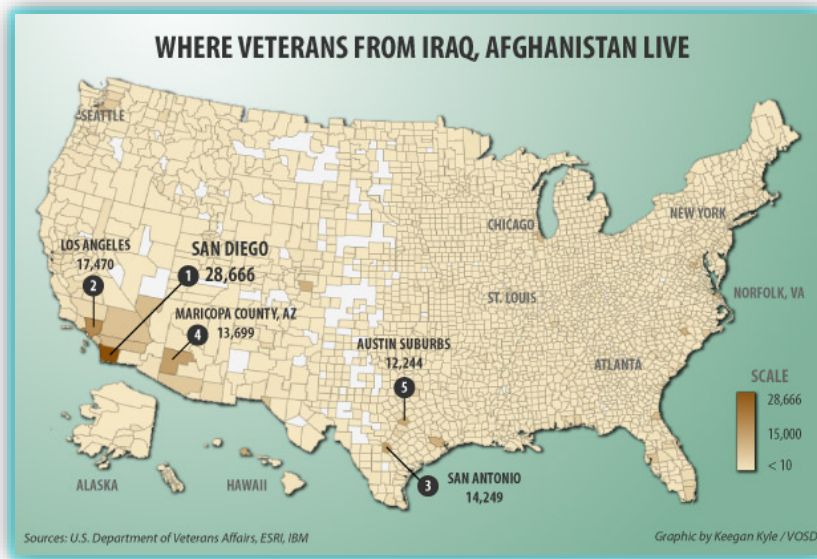 WHERE VETERANS FROM IRAQ, AFGHANISTAN LIVE
SEATTLE
CHICAGO
NEW YORK
LOS ANGELES
17,470
2
SAN DIEGO
1 28,666
ST. LOUIS
NORFOLK, VA
MARICOPA COUNTY, AZ
4 13,699
AUSTIN SUBURBS
12,244
5
ATLANTA
SCALE
28,666
15,000
< 10
ALASKA
HAWAII
3 SAN ANTONIO
14,249
Sources: U.S. Department of Veterans Affairs, ESRI, IBM
Graphic by Keegan Kyle / VOSD